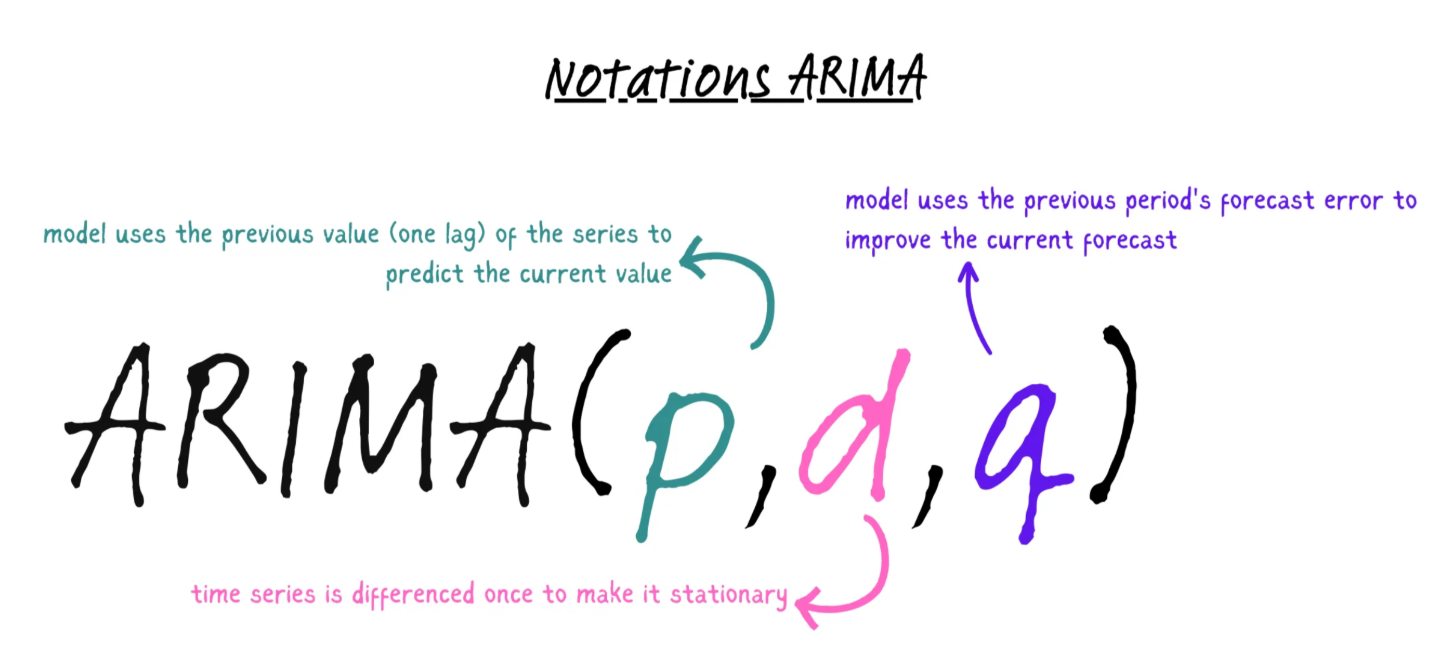 Notations ARIMA
model uses the previous period's forecast error to
improve the current forecast
model uses the previous value (one lag) of the series to
predict the current value
ARIMA(p,d,q)
time series is differenced once to make it stationary